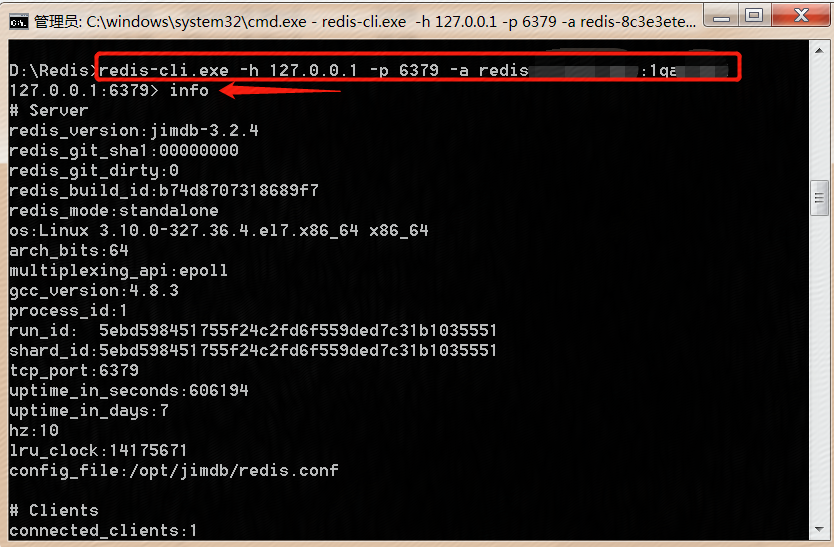 管理员: C:\windows\system32\cmd.exe - redis-cli.exe  -h 127.0.0.1 -p 6379 -a redis-8c3e3ete...
D:\Redis>redis-cli.exe -h 127.0.0.1 -p 6379 -a redis :1qa
127.0.0.1:6379> info
# Server
redis_version:jimdb-3.2.4
redis_git_sha1:00000000
redis_git_dirty:0
redis_build_id:b74d8707318689f7
redis_mode:standalone
os:Linux 3.10.0-327.36.4.el7.x86_64 x86_64
arch_bits:64
multiplexing_api:epoll
gcc_version:4.8.3
process_id:1
run_id:  5ebd598451755f24c2fd6f559ded7c31b1035551
shard_id:5ebd598451755f24c2fd6f559ded7c31b1035551
tcp_port:6379
uptime_in_seconds:606194
uptime_in_days:7
hz:10
lru_clock:14175671
config_file:/opt/jimdb/redis.conf
# Clients
connected_clients:1